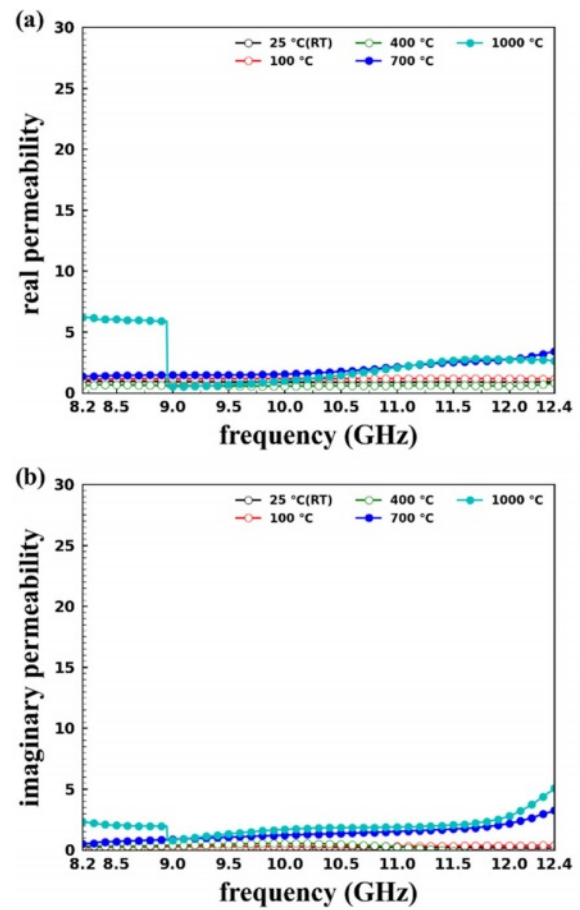 (a)
30
25
20
15
10
5
0
real permeability
25 °C(RT) 400 °C 1000 °C
100 °C 700 °C
8.2 8.5 9.0 9.5 10.0 10.5 11.0 11.5 12.0 12.4
frequency (GHz)
(b)
30
25
20
15
10
5
0
imaginary permeability
25 °C(RT) 400 °C 1000 °C
100 °C 700 °C
8.2 8.5 9.0 9.5 10.0 10.5 11.0 11.5 12.0 12.4
frequency (GHz)